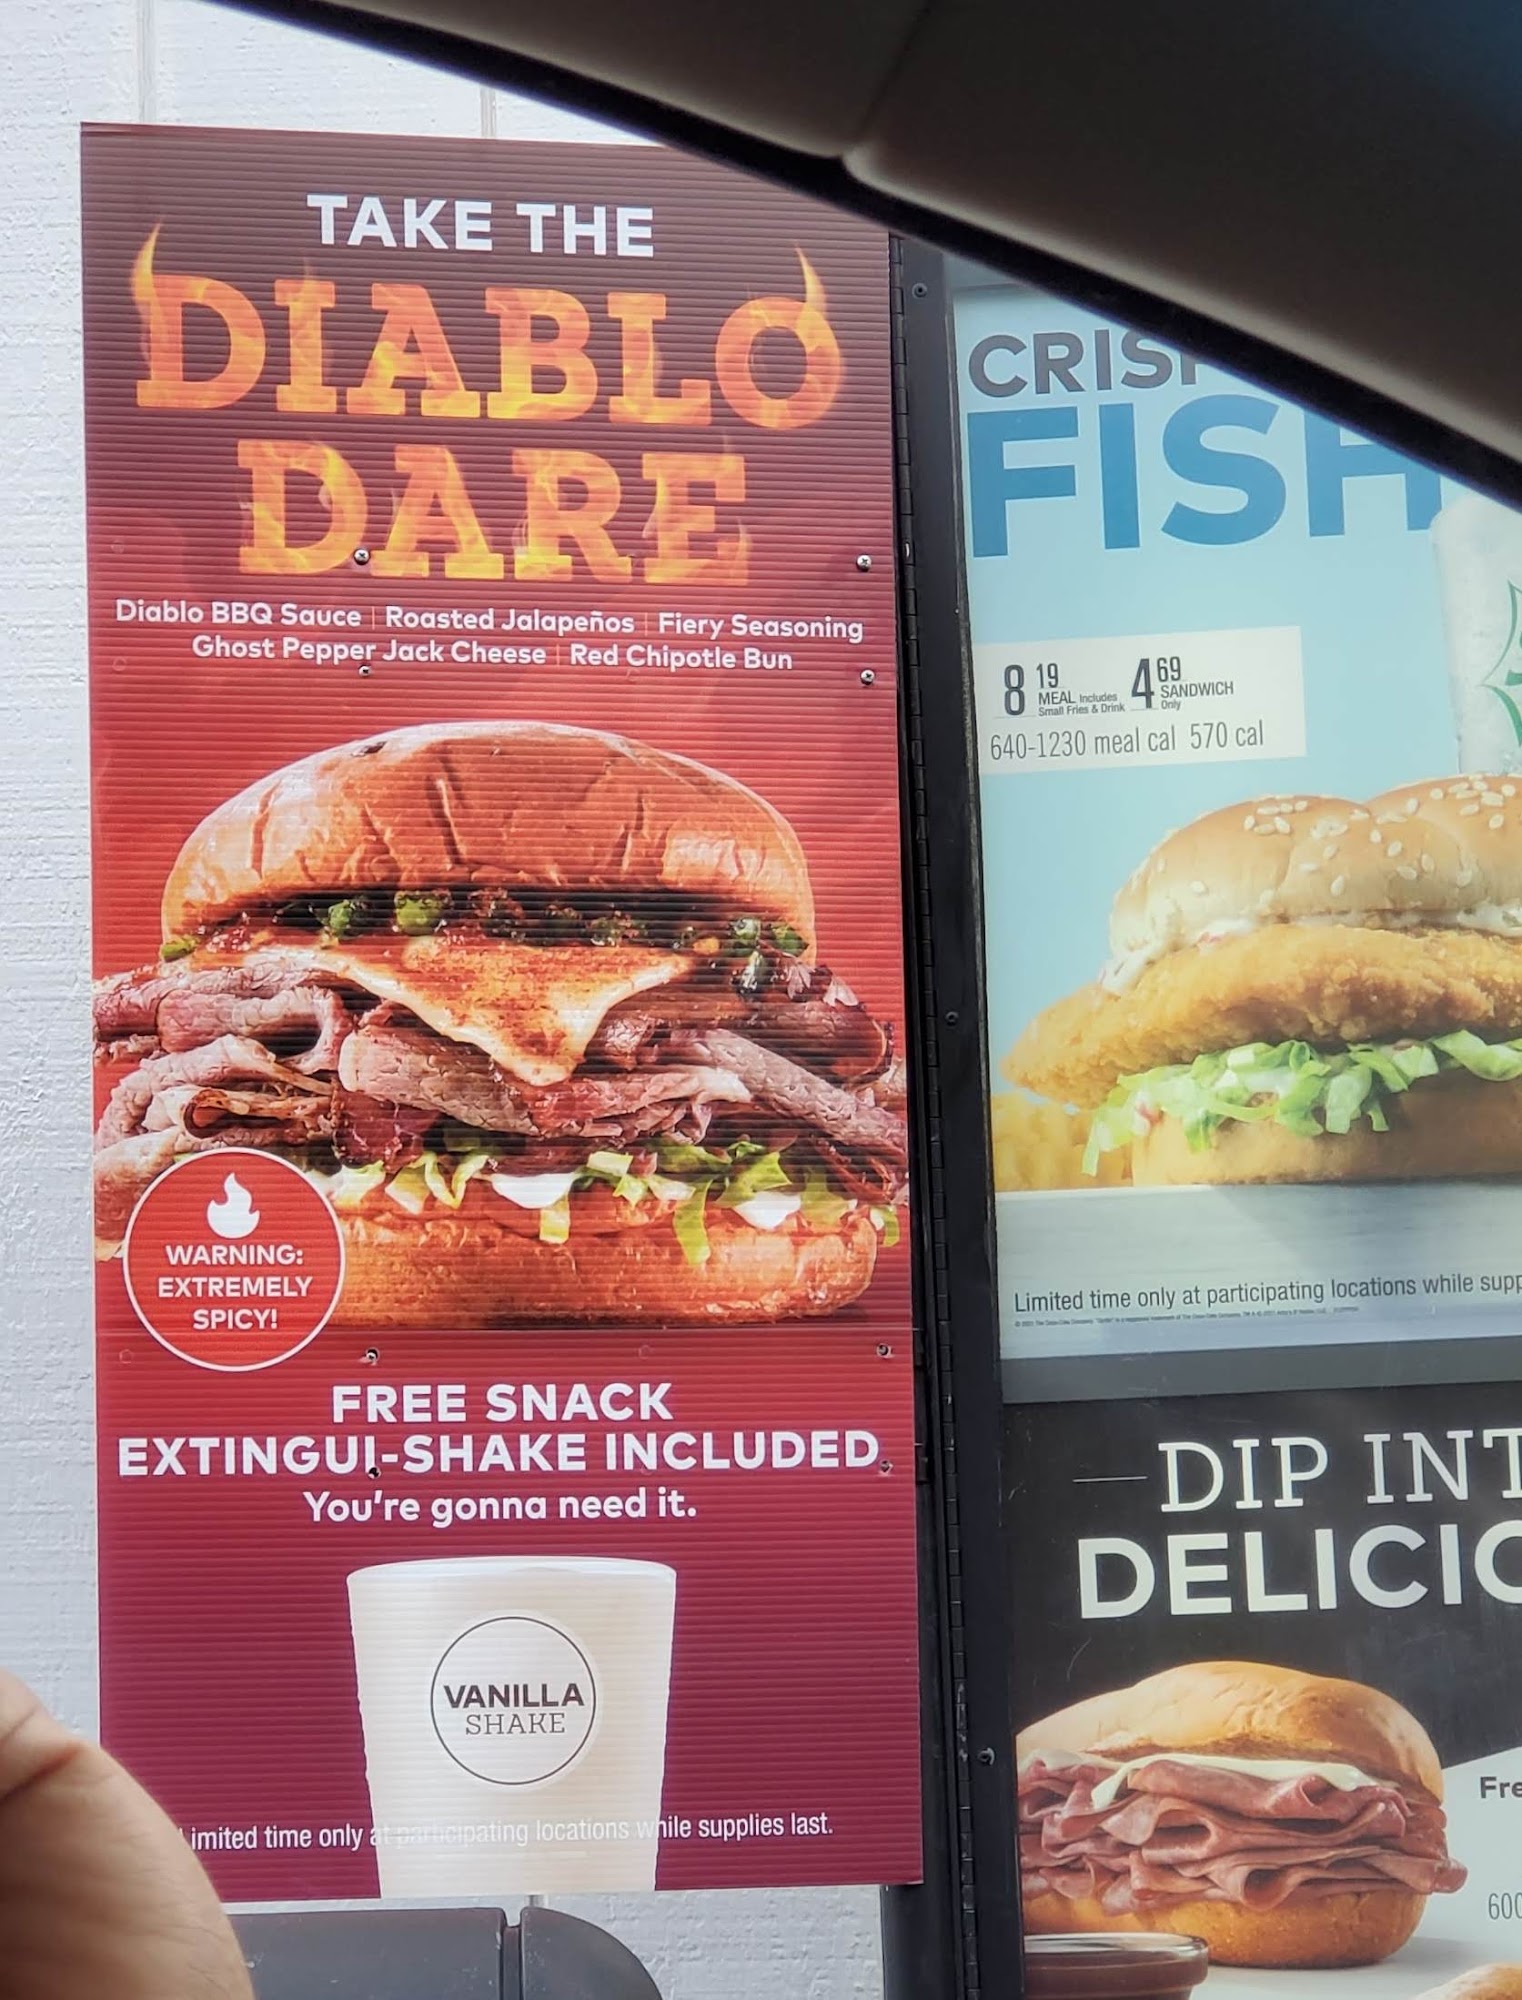 TAKE THE
DIABLO
DARE
Diablo BBQ Sauce | Roasted Jalapeños | Fiery Seasoning
Ghost Pepper Jack Cheese | Red Chipotle Bun
WARNING:
EXTREMELY
SPICY!
FREE SNACK
EXTINGUI-SHAKE INCLUDED
You're gonna need it.
VANILLA
SHAKE
imited time only at participating locations while supplies last.
CRISP
FISH
8 19 MEAL Includes Small Fries & Drink 4 69 SANDWICH Only
640-1230 meal cal 570 cal
Limited time only at participating locations while supp
DIP INT
DELICIO
Fre
600